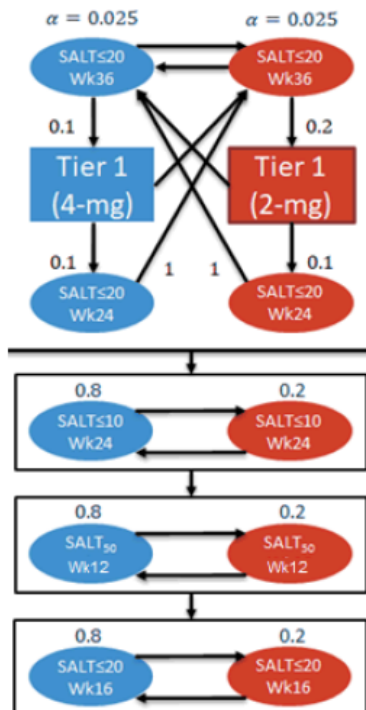 α = 0.025 α = 0.025
SALT≤20 SALT≤20
Wk36 Wk36
0.1 0.2
Tier 1 Tier 1
(4-mg) (2-mg)
0.1 1 1 0.1
SALT≤20 SALT≤20
Wk24 Wk24
0.8 0.2
SALT≤10 SALT≤10
Wk24 Wk24
0.8 0.2
SALT₅₀ SALT₅₀
Wk12 Wk12
0.8 0.2
SALT≤20 SALT≤20
Wk16 Wk16